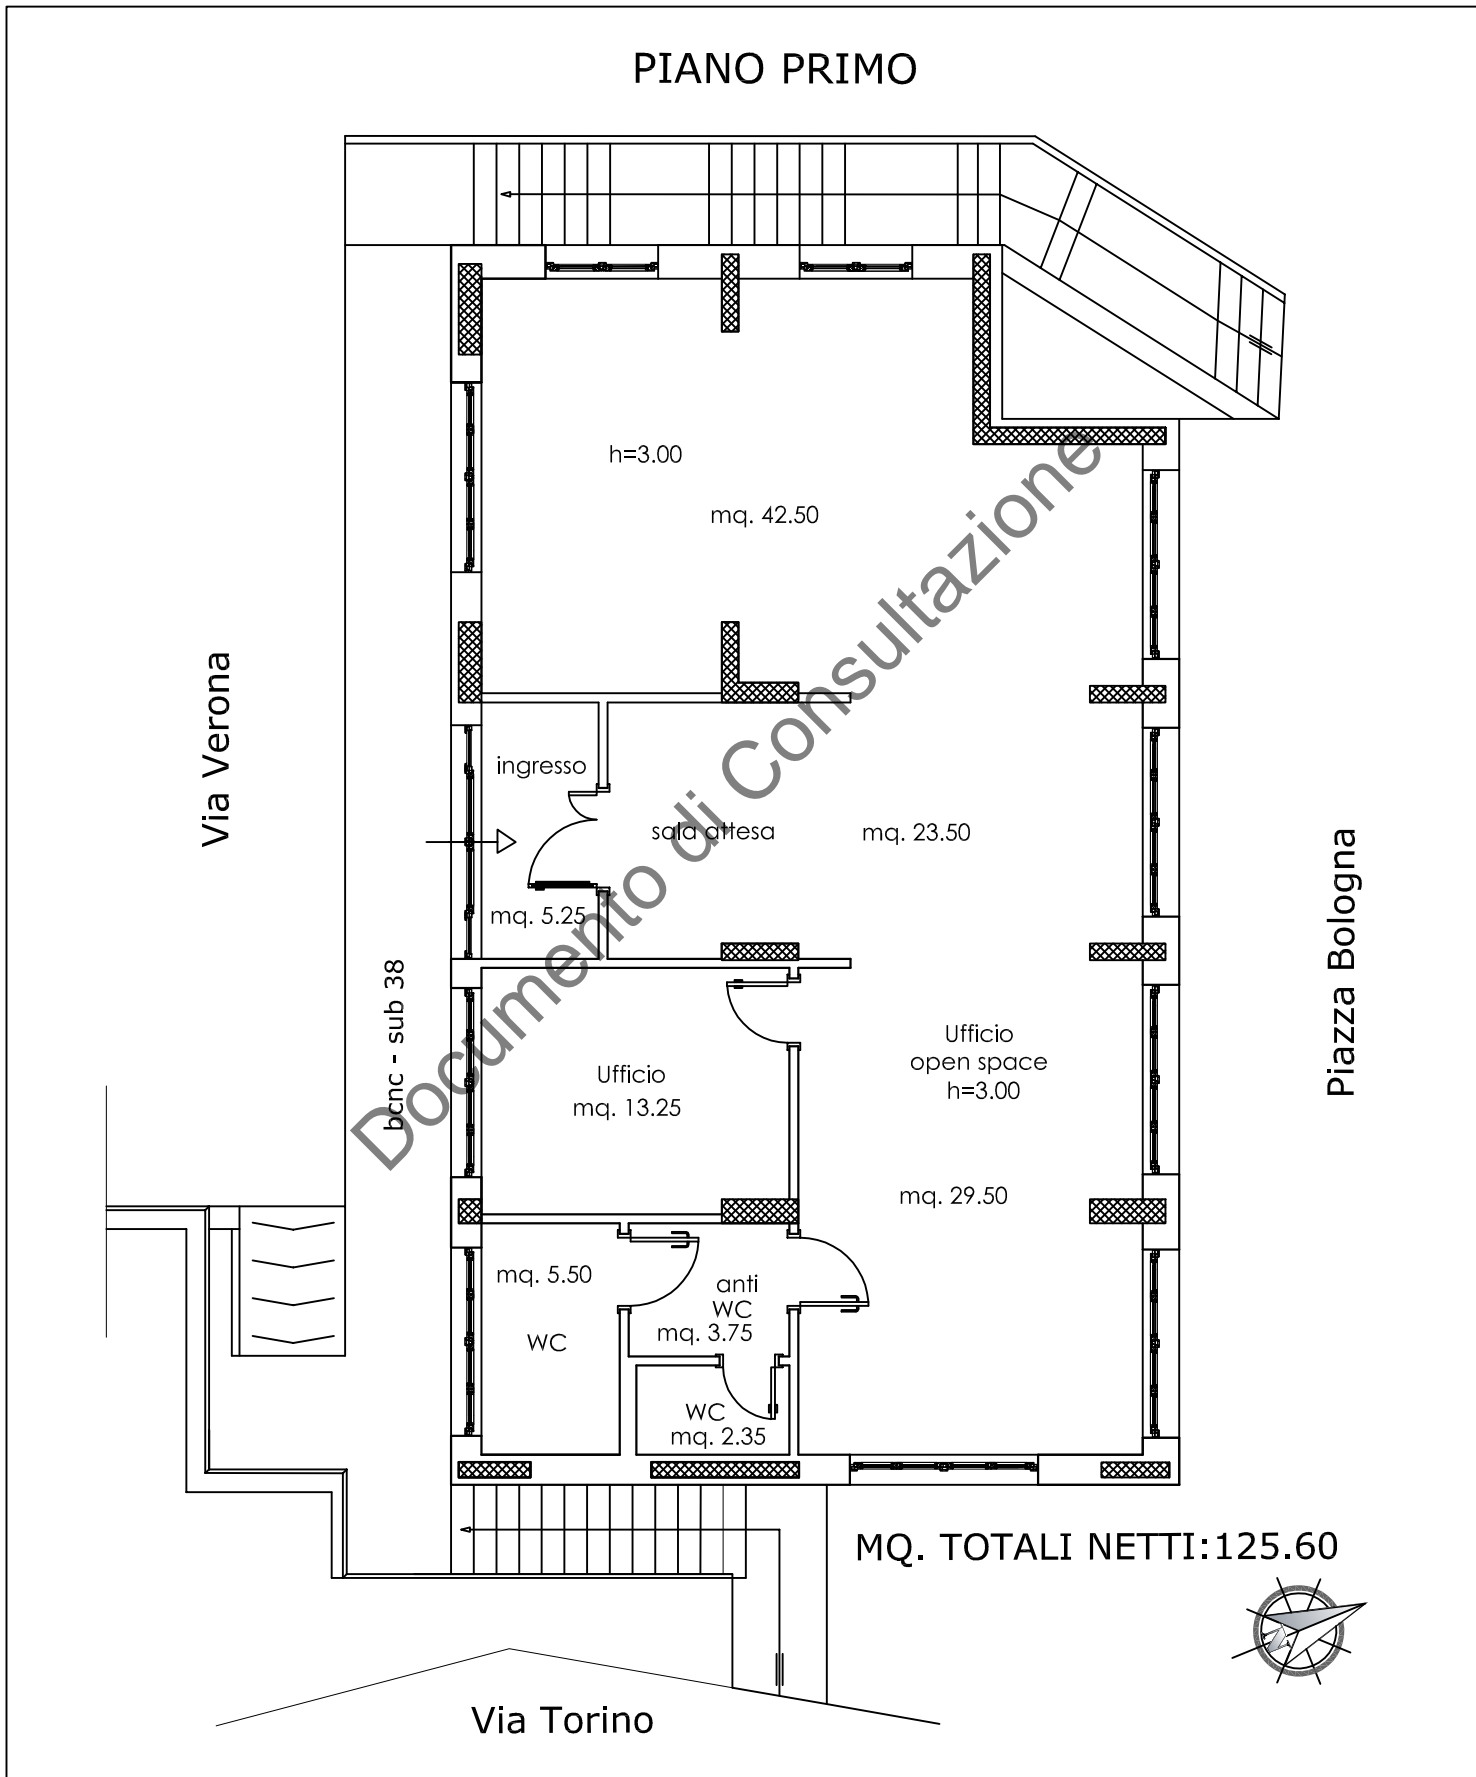 PIANO PRIMO
h=3.00
mq. 42.50
Via Verona
ingresso
sala attesa
mq. 23.50
mq. 5.25
Piazza Bologna
bcnc - sub 38
Documento di Consultazione
Ufficio
mq. 13.25
Ufficio
open space
h=3.00
mq. 29.50
mq. 5.50
WC
anti
WC
mq. 3.75
WC
mq. 2.35
MQ. TOTALI NETTI:125.60
N
Via Torino